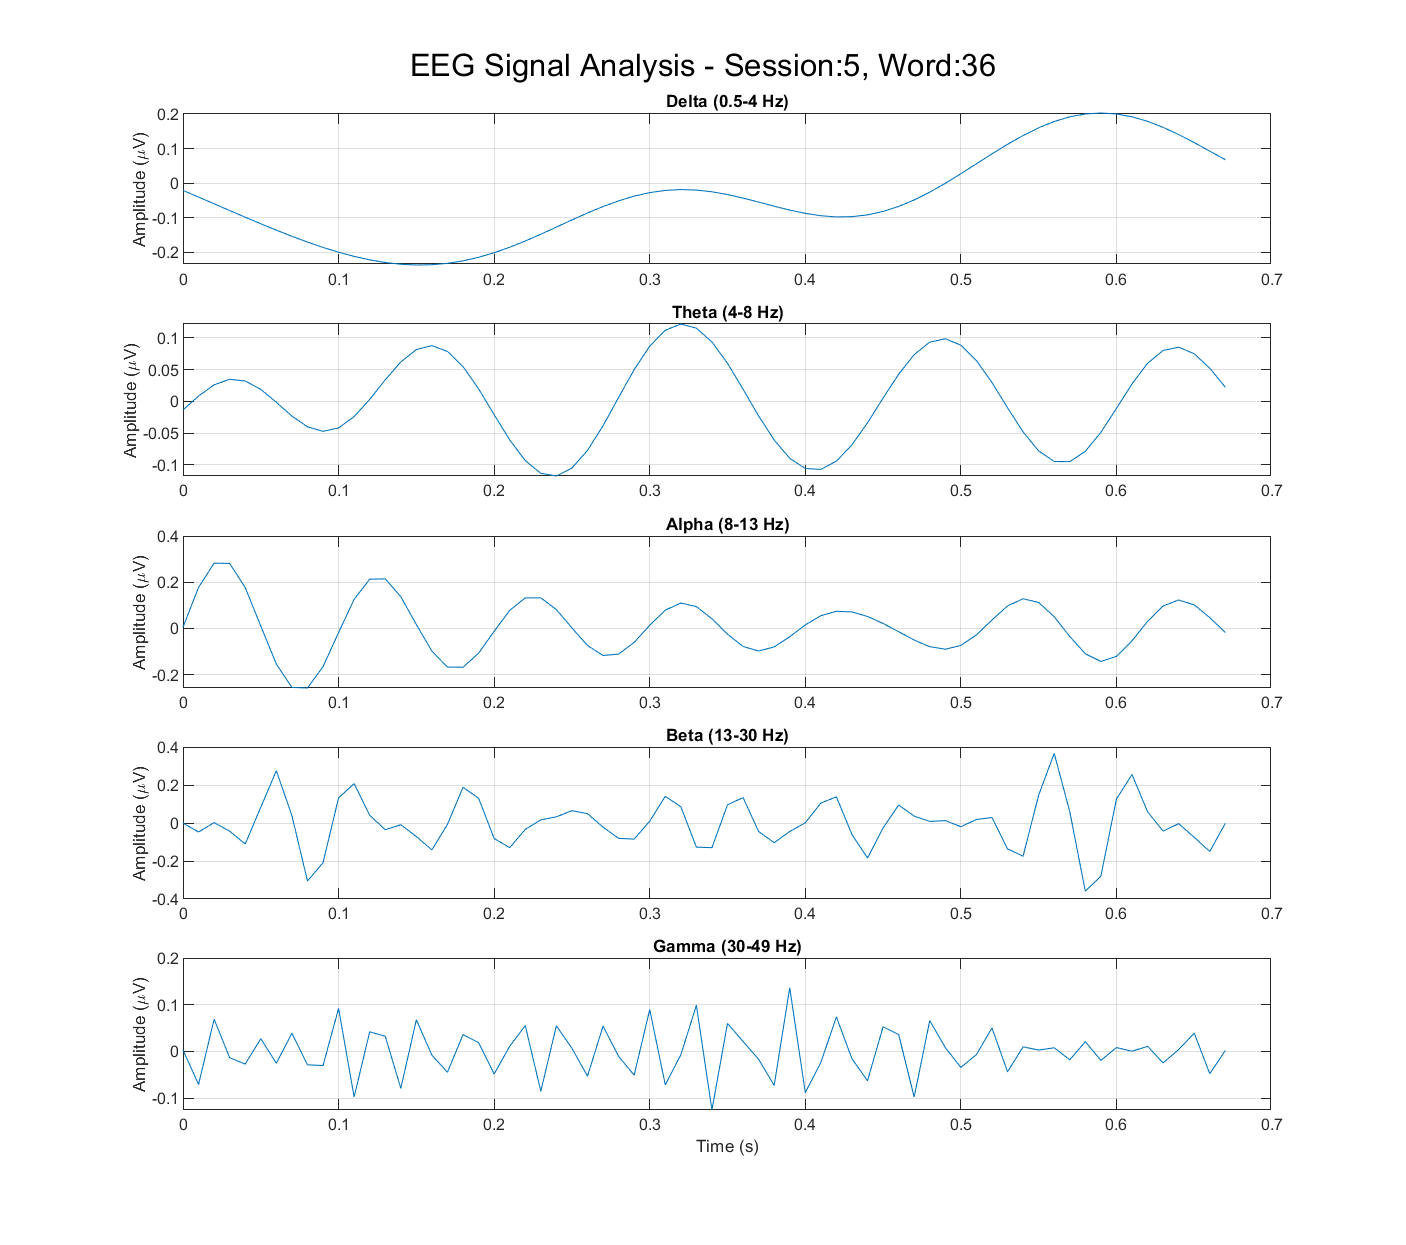 EEG Signal Analysis - Session:5, Word:36
Delta (0.5-4 Hz)
Amplitude (μV)
0.2
0.1
0
-0.1
-0.2
0 0.1 0.2 0.3 0.4 0.5 0.6 0.7
Theta (4-8 Hz)
Amplitude (μV)
0.1
0.05
0
-0.05
-0.1
0 0.1 0.2 0.3 0.4 0.5 0.6 0.7
Alpha (8-13 Hz)
Amplitude (μV)
0.4
0.2
0
-0.2
0 0.1 0.2 0.3 0.4 0.5 0.6 0.7
Beta (13-30 Hz)
Amplitude (μV)
0.4
0.2
0
-0.2
-0.4
0 0.1 0.2 0.3 0.4 0.5 0.6 0.7
Gamma (30-49 Hz)
Amplitude (μV)
0.2
0.1
0
-0.1
0 0.1 0.2 0.3 0.4 0.5 0.6 0.7
Time (s)